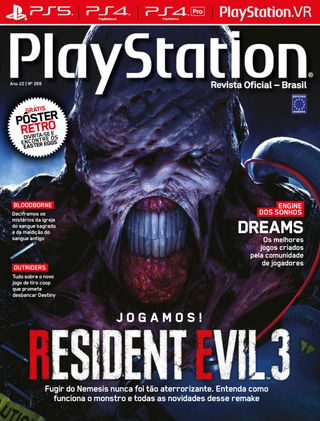 PS5 PS4 PS4 Pro PlayStation.VR
PlayStation
Ano 22 | Nº 266
Revista Oficial – Brasil
GRÁTIS
PÔSTER
RETRO
DIVIRTA-SE E
ENCONTRE OS
EASTER EGGS
EUROPA
BLOODBORNE
Deciframos os
mistérios da igreja
do sangue sagrado
e da maldição do
sangue antigo
ENGINE
DOS SONHOS
DREAMS
Os melhores
jogos criados
pela comunidade
de jogadores
OUTRIDERS
Tudo sobre o novo
jogo de tiro coop
que promete
desbancar Destiny
JOGAMOS!
RESIDENT EVIL 3
Fugir do Nemesis nunca foi tão aterrorizante. Entenda como
funciona o monstro e todas as novidades desse remake
CAUTION